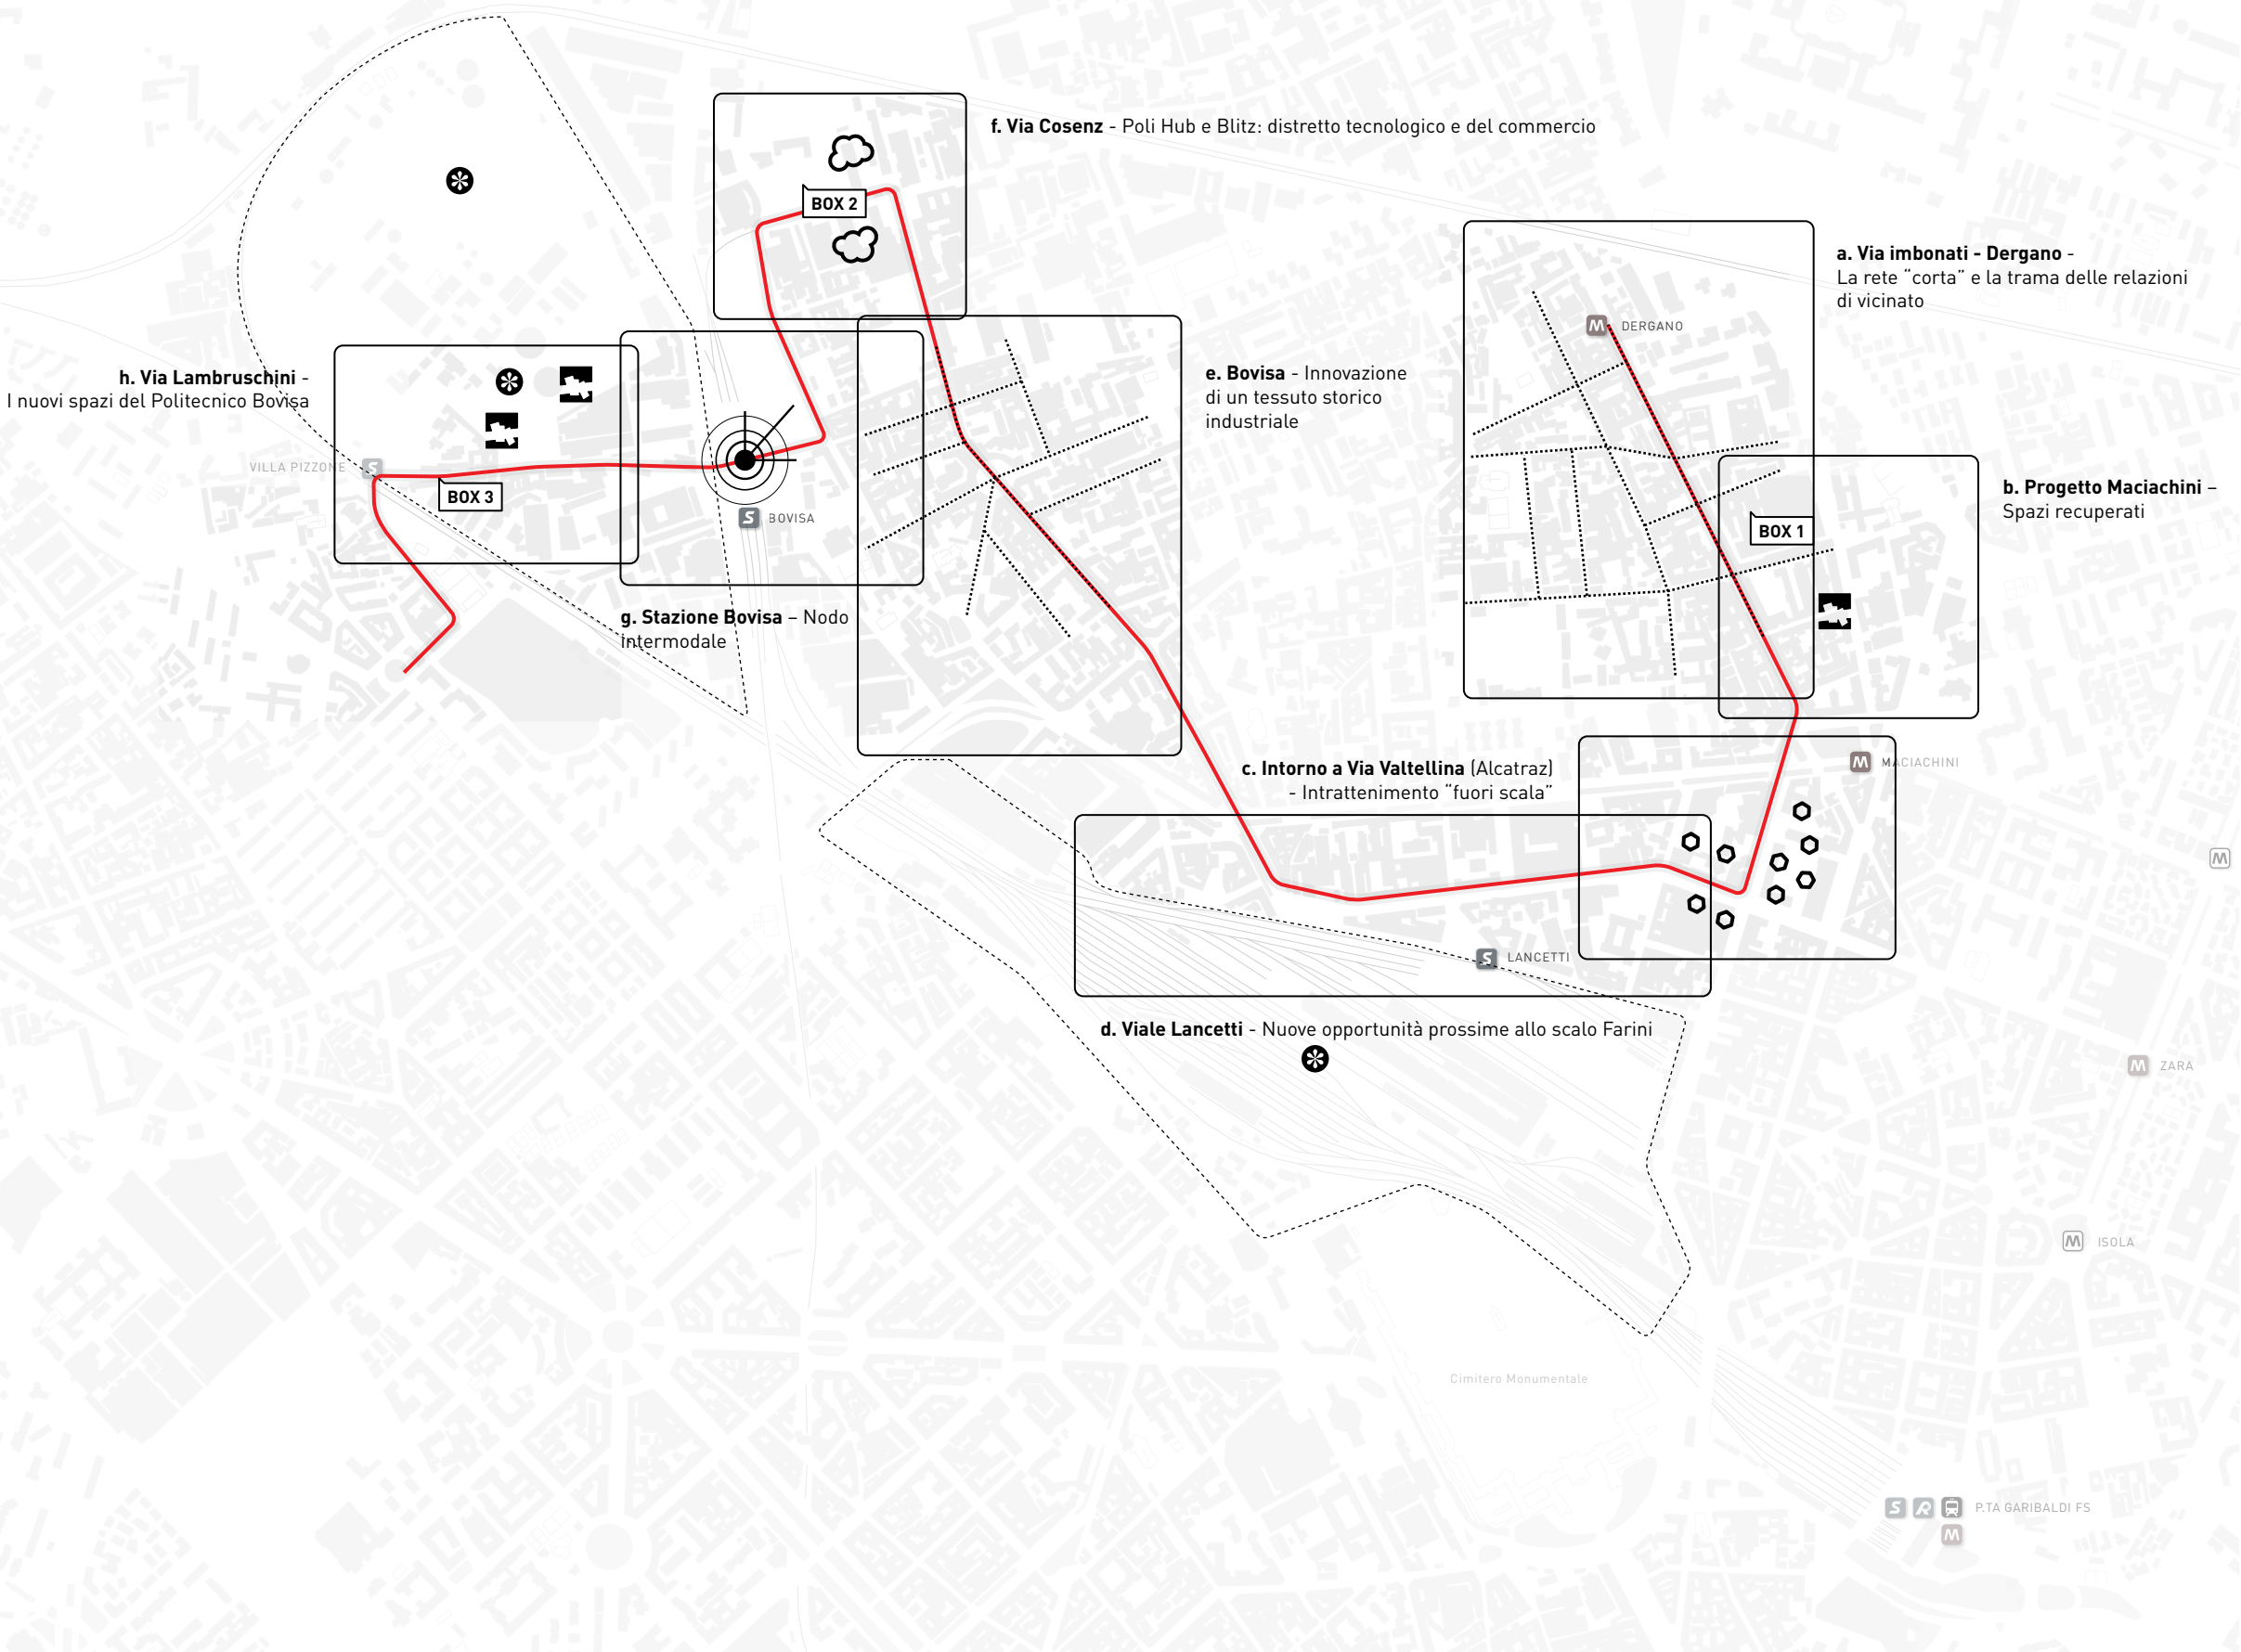 f. Via Cosenz - Poli Hub e Blitz: distretto tecnologico e del commercio
BOX 2
a. Via imbonati - Dergano -
La rete “corta” e la trama delle relazioni
di vicinato
M DERGANO
h. Via Lambruschini -
I nuovi spazi del Politecnico Bovisa
e. Bovisa - Innovazione
di un tessuto storico
industriale
VILLA PIZZONE S
BOX 3
b. Progetto Maciachini –
Spazi recuperati
BOX 1
S BOVISA
g. Stazione Bovisa – Nodo
intermodale
c. Intorno a Via Valtellina (Alcatraz)
- Intrattenimento “fuori scala”
M MACIACHINI
M
S LANCETTI
d. Viale Lancetti - Nuove opportunità prossime allo scalo Farini
M ZARA
M ISOLA
Cimitero Monumentale
S R P.TA GARIBALDI FS
M